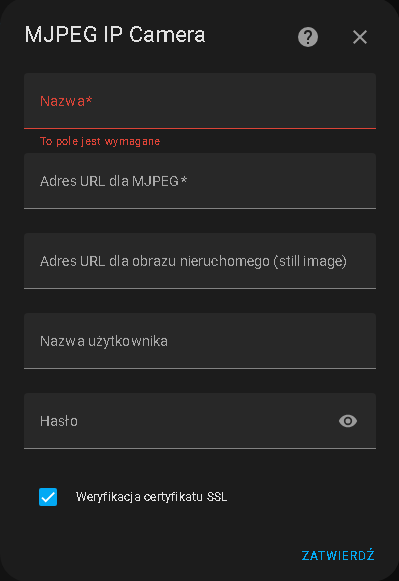 MJPEG IP Camera
Nazwa*
To pole jest wymagane
Adres URL dla MJPEG*
Adres URL dla obrazu nieruchomego (still image)
Nazwa użytkownika
Hasło
Weryfikacja certyfikatu SSL
ZATWIERDŹ